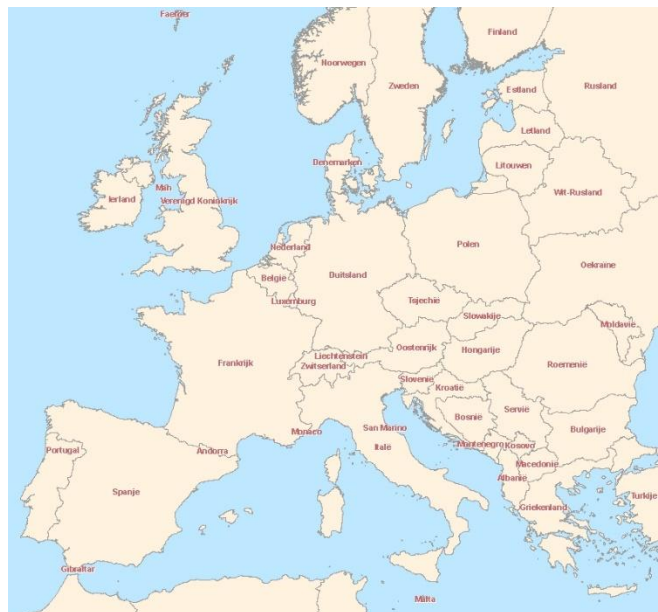 Faeröer
Finland
Noorwegen
Zweden
Rusland
Estland
Letland
Denemarken
Litouwen
Man
Wit-Rusland
Ierland
Verenigd Koninkrijk
Nederland
Polen
Oekraïne
België
Duitsland
Luxemburg
Tsjechië
Slowakije
Moldavië
Oostenrijk
Hongarije
Liechtenstein
Zwitserland
Frankrijk
Roemenië
Slovenië
Kroatië
Servië
Bosnië
San Marino
Monaco
Bulgarije
Italë
Montenegro
Kosovo
Portugal
Andorra
Macedonië
Albanië
Spanje
Turkije
Griekenland
Gibraltar
Malta